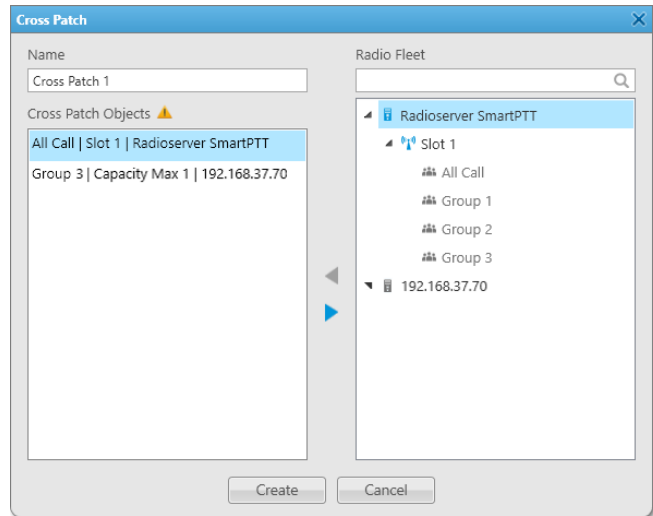 Cross Patch
Name
Cross Patch 1
Cross Patch Objects
All Call | Slot 1 | Radioserver SmartPTT
Group 3 | Capacity Max 1 | 192.168.37.70
Radio Fleet
Radioserver SmartPTT
Slot 1
All Call
Group 1
Group 2
Group 3
192.168.37.70
Create
Cancel